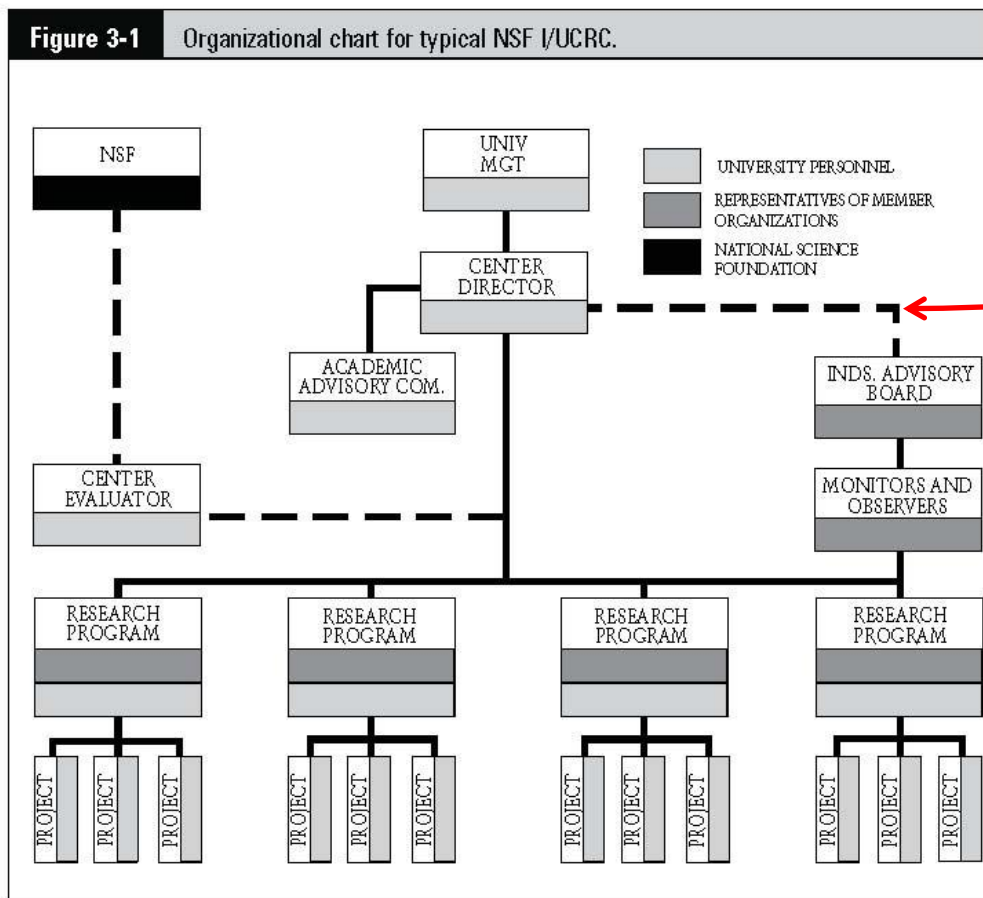 Figure 3-1
Organizational chart for typical NSF I/UCRC.
NSF
UNIV
MGT
UNIVERSITY PERSONNEL
REPRESENTATIVES OF MEMBER
ORGANIZATIONS
NATIONAL SCIENCE
FOUNDATION
CENTER
DIRECTOR
ACADEMIC
ADVISORY COM.
INDS. ADVISORY
BOARD
CENTER
EVALUATOR
MONITORS AND
OBSERVERS
RESEARCH
PROGRAM
RESEARCH
PROGRAM
RESEARCH
PROGRAM
RESEARCH
PROGRAM
PROJECT
PROJECT
PROJECT
PROJECT
PROJECT
PROJECT
PROJECT
PROJECT
PROJECT
PROJECT
PROJECT
PROJECT